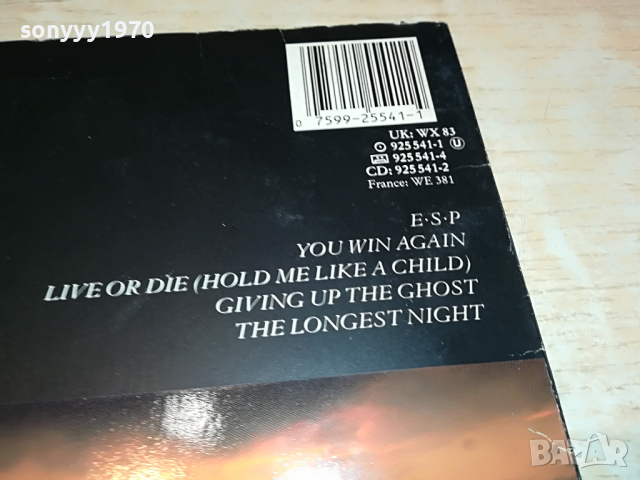 sonyyy1970
0 7599-25541-1
UK: WX 83
925 541-1 U
925 541-4
CD: 925 541-2
France: WE 381
E·S·P
YOU WIN AGAIN
LIVE OR DIE (HOLD ME LIKE A CHILD)
GIVING UP THE GHOST
THE LONGEST NIGHT
BAZAR